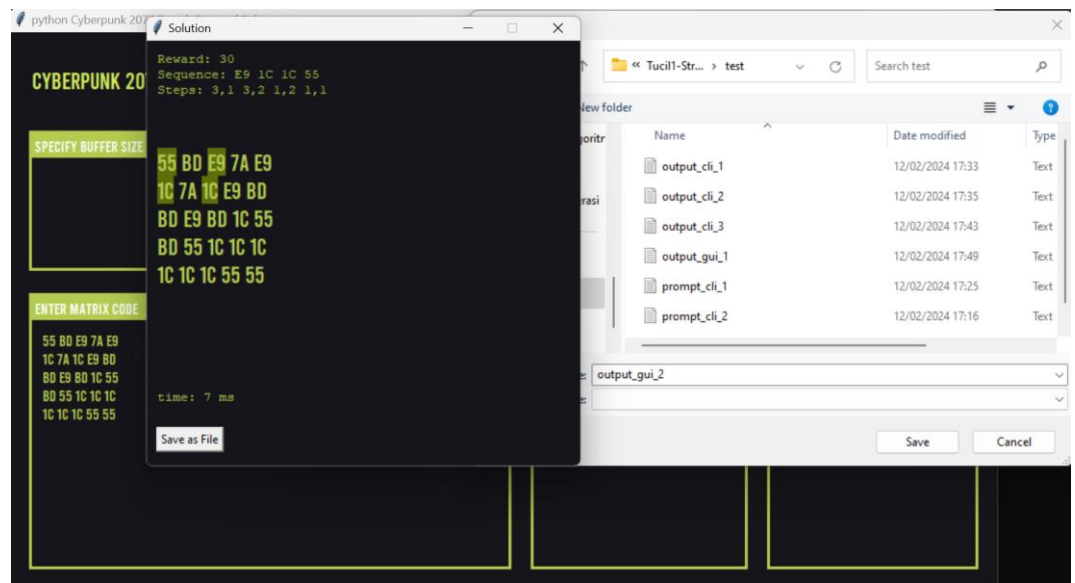 python Cyberpunk 207
CYBERPUNK 20
SPECIFY BUFFER SIZE
ENTER MATRIX CODE
55 BD E9 7A E9
1C 7A 1C E9 BD
BD E9 BD 1C 55
BD 55 1C 1C 1C
1C 1C 1C 55 55
Solution
Reward: 30
Sequence: E9 1C 1C 55
Steps: 3,1 3,2 1,2 1,1
55 BD E9 7A E9
1C 7A 1C E9 BD
BD E9 BD 1C 55
BD 55 1C 1C 1C
1C 1C 1C 55 55
time: 7 ms
Save as File
« Tucil1-Str... › test
Search test
New folder
Name Date modified Type
output_cli_1 12/02/2024 17:33 Text
output_cli_2 12/02/2024 17:35 Text
output_cli_3 12/02/2024 17:43 Text
output_gui_1 12/02/2024 17:49 Text
prompt_cli_1 12/02/2024 17:25 Text
prompt_cli_2 12/02/2024 17:16 Text
output_gui_2
Save Cancel